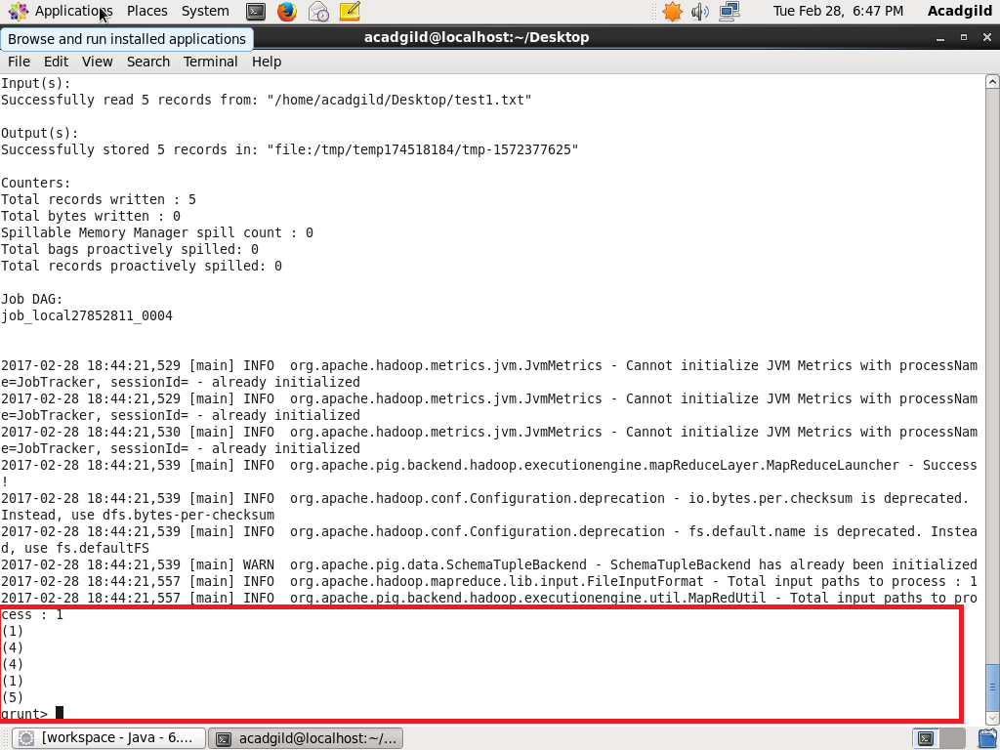 Applications Places System Tue Feb 28, 6:47 PM Acadgild
Browse and run installed applications
acadgild@localhost:~/Desktop
File Edit View Search Terminal Help
Input(s):
Successfully read 5 records from: "/home/acadgild/Desktop/test1.txt"
Output(s):
Successfully stored 5 records in: "file:/tmp/temp174518184/tmp-1572377625"
Counters:
Total records written : 5
Total bytes written : 0
Spillable Memory Manager spill count : 0
Total bags proactively spilled: 0
Total records proactively spilled: 0
Job DAG:
job_local27852811_0004
2017-02-28 18:44:21,529 [main] INFO  org.apache.hadoop.metrics.jvm.JvmMetrics - Cannot initialize JVM Metrics with processNam
e=JobTracker, sessionId= - already initialized
2017-02-28 18:44:21,529 [main] INFO  org.apache.hadoop.metrics.jvm.JvmMetrics - Cannot initialize JVM Metrics with processNam
e=JobTracker, sessionId= - already initialized
2017-02-28 18:44:21,530 [main] INFO  org.apache.hadoop.metrics.jvm.JvmMetrics - Cannot initialize JVM Metrics with processNam
e=JobTracker, sessionId= - already initialized
2017-02-28 18:44:21,539 [main] INFO  org.apache.pig.backend.hadoop.executionengine.mapReduceLayer.MapReduceLauncher - Success
!
2017-02-28 18:44:21,539 [main] INFO  org.apache.hadoop.conf.Configuration.deprecation - io.bytes.per.checksum is deprecated.
Instead, use dfs.bytes-per-checksum
2017-02-28 18:44:21,539 [main] INFO  org.apache.hadoop.conf.Configuration.deprecation - fs.default.name is deprecated. Instea
d, use fs.defaultFS
2017-02-28 18:44:21,539 [main] WARN  org.apache.pig.data.SchemaTupleBackend - SchemaTupleBackend has already been initialized
2017-02-28 18:44:21,557 [main] INFO  org.apache.hadoop.mapreduce.lib.input.FileInputFormat - Total input paths to process : 1
2017-02-28 18:44:21,557 [main] INFO  org.apache.pig.backend.hadoop.executionengine.util.MapRedUtil - Total input paths to pro
cess : 1
(1)
(4)
(4)
(1)
(5)
grunt>
[workspace - Java - 6.... acadgild@localhost:~/...